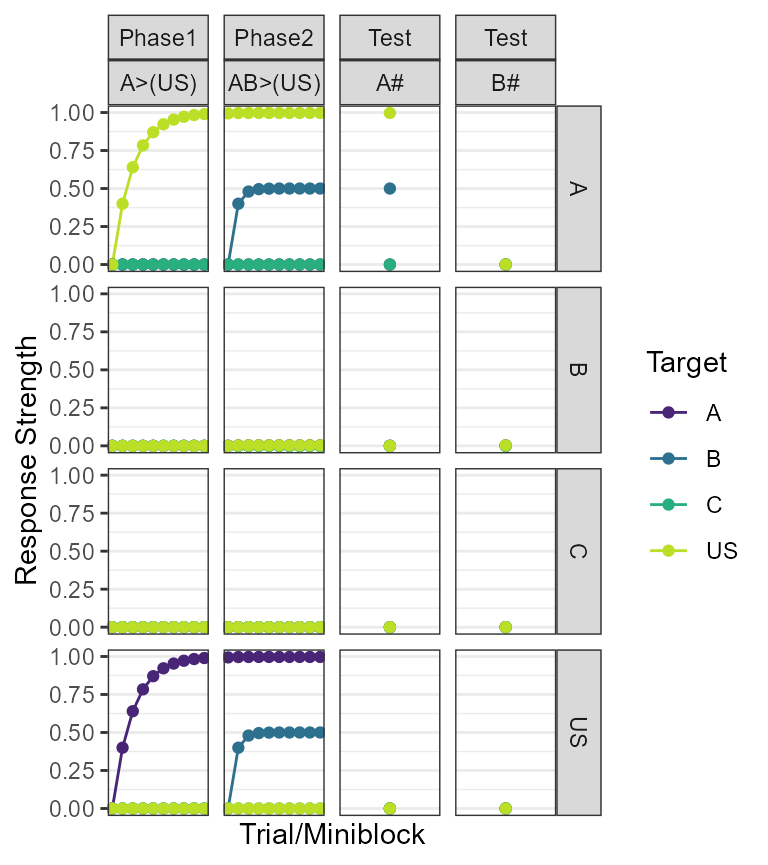 Phase1 Phase2 Test Test
A>(US) AB>(US) A# B#
1.00
0.75
0.50
0.25
0.00
A
1.00
0.75
0.50
0.25
0.00
B
1.00
0.75
0.50
0.25
0.00
C
1.00
0.75
0.50
0.25
0.00
US
Response Strength
Trial/Miniblock
Target
A
B
C
US